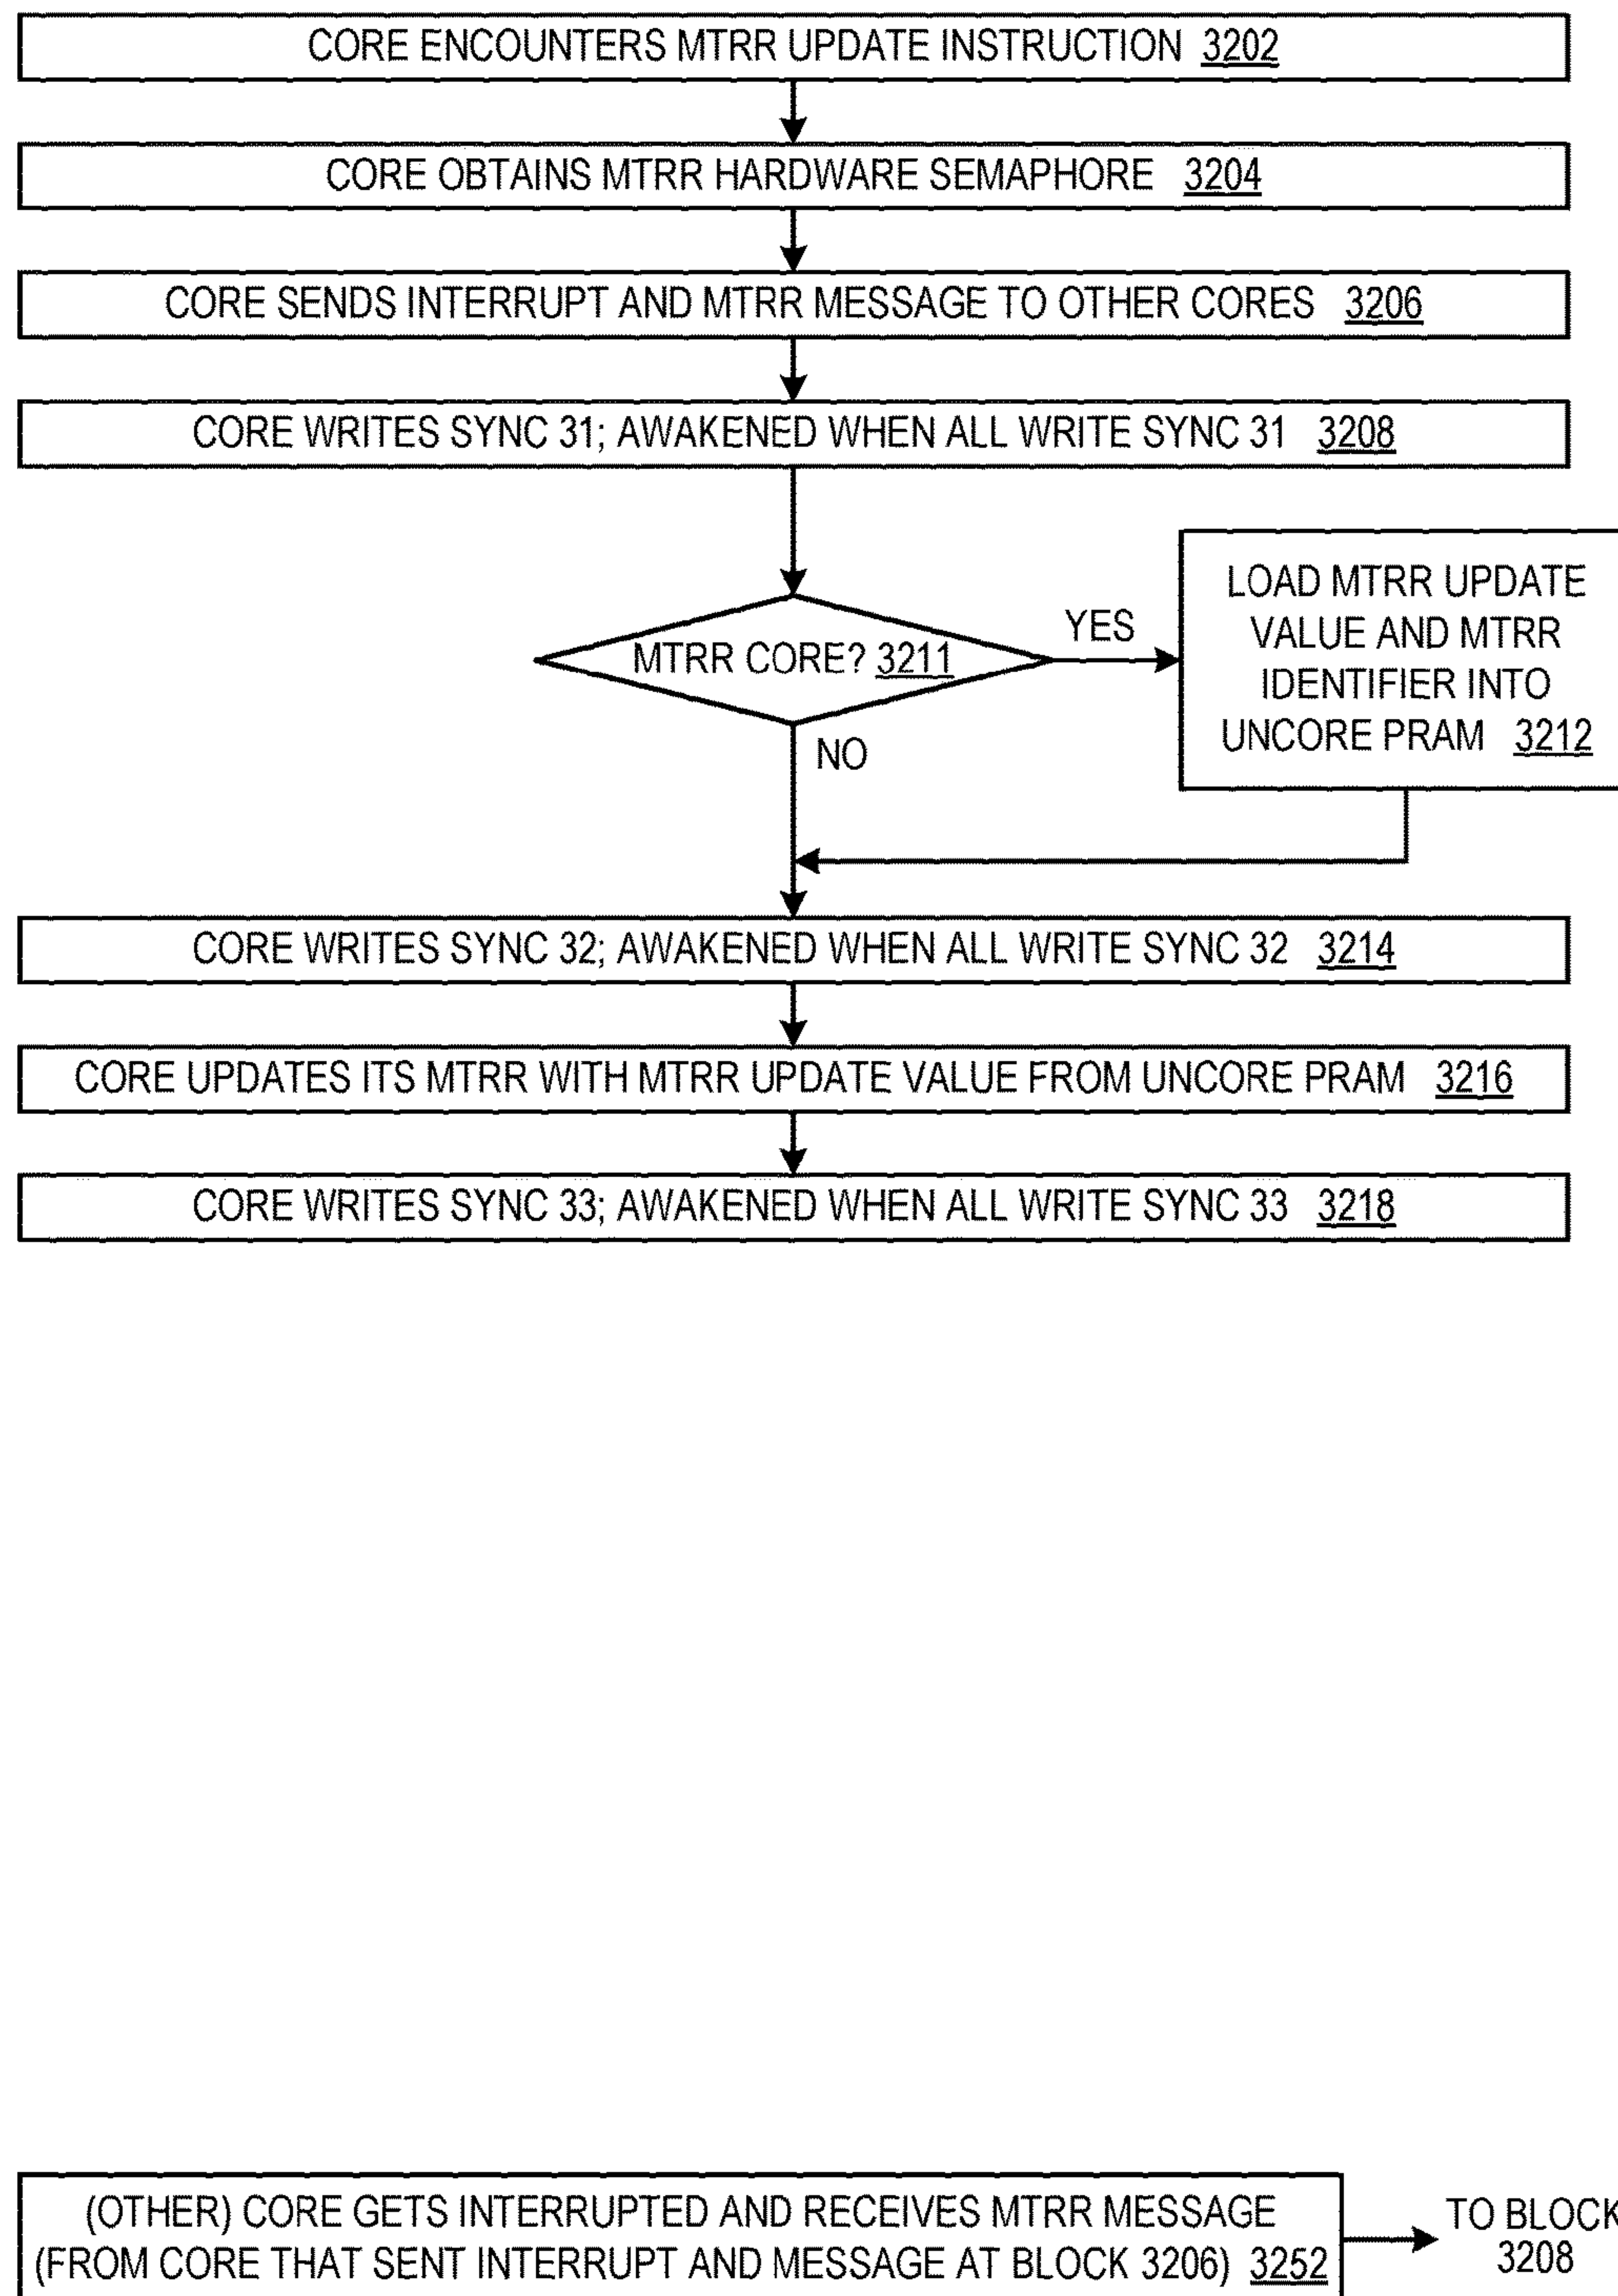 CORE ENCOUNTERS MTRR UPDATE INSTRUCTION 3202
CORE OBTAINS MTRR HARDWARE SEMAPHORE 3204
CORE SENDS INTERRUPT AND MTRR MESSAGE TO OTHER CORES 3206
CORE WRITES SYNC 31; AWAKENED WHEN ALL WRITE SYNC 31 3208
MTRR CORE? 3211
YES
LOAD MTRR UPDATE
VALUE AND MTRR
IDENTIFIER INTO
UNCORE PRAM 3212
NO
CORE WRITES SYNC 32; AWAKENED WHEN ALL WRITE SYNC 32 3214
CORE UPDATES ITS MTRR WITH MTRR UPDATE VALUE FROM UNCORE PRAM 3216
CORE WRITES SYNC 33; AWAKENED WHEN ALL WRITE SYNC 33 3218
(OTHER) CORE GETS INTERRUPTED AND RECEIVES MTRR MESSAGE
(FROM CORE THAT SENT INTERRUPT AND MESSAGE AT BLOCK 3206) 3252
TO BLOCK
3208